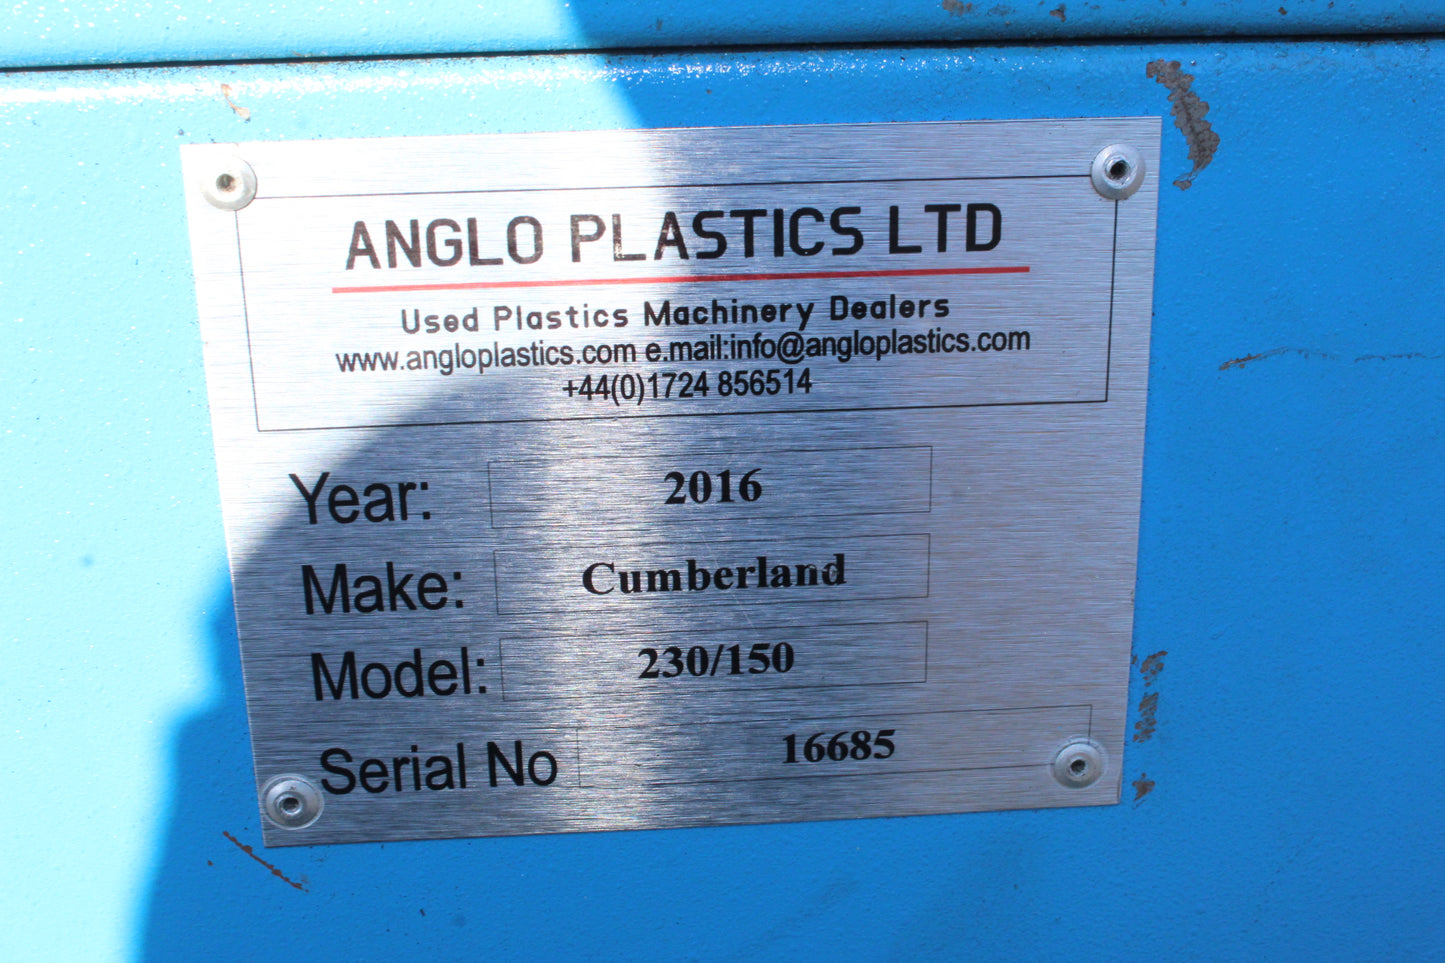 ANGLO PLASTICS LTD
Used Plastics Machinery Dealers
www.angloplastics.com e.mail:info@angloplastics.com
+44(0)1724 856514
Year: 2016
Make: Cumberland
Model: 230/150
Serial No 16685